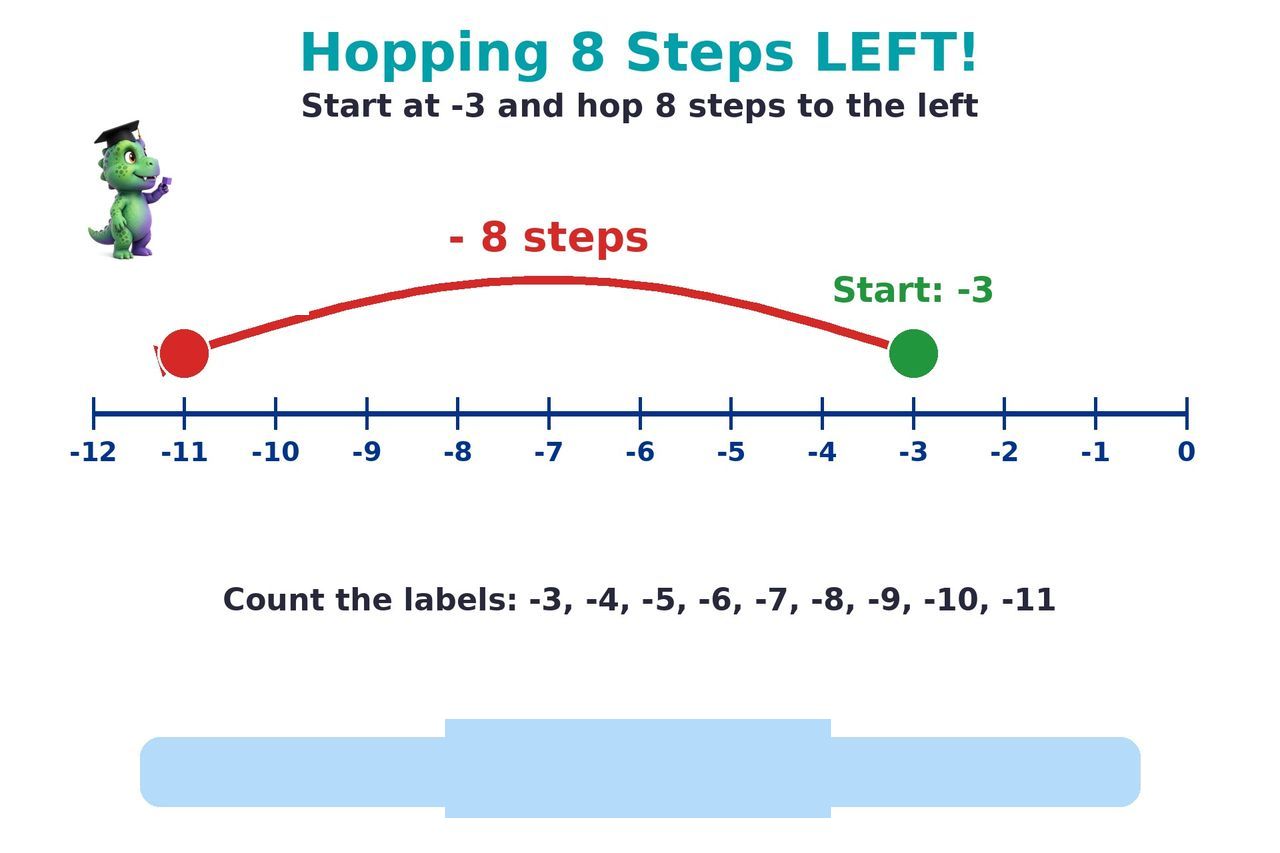 Hopping 8 Steps LEFT!
Start at -3 and hop 8 steps to the left
- 8 steps
Start: -3
-12 -11 -10 -9 -8 -7 -6 -5 -4 -3 -2 -1 0
Count the labels: -3, -4, -5, -6, -7, -8, -9, -10, -11